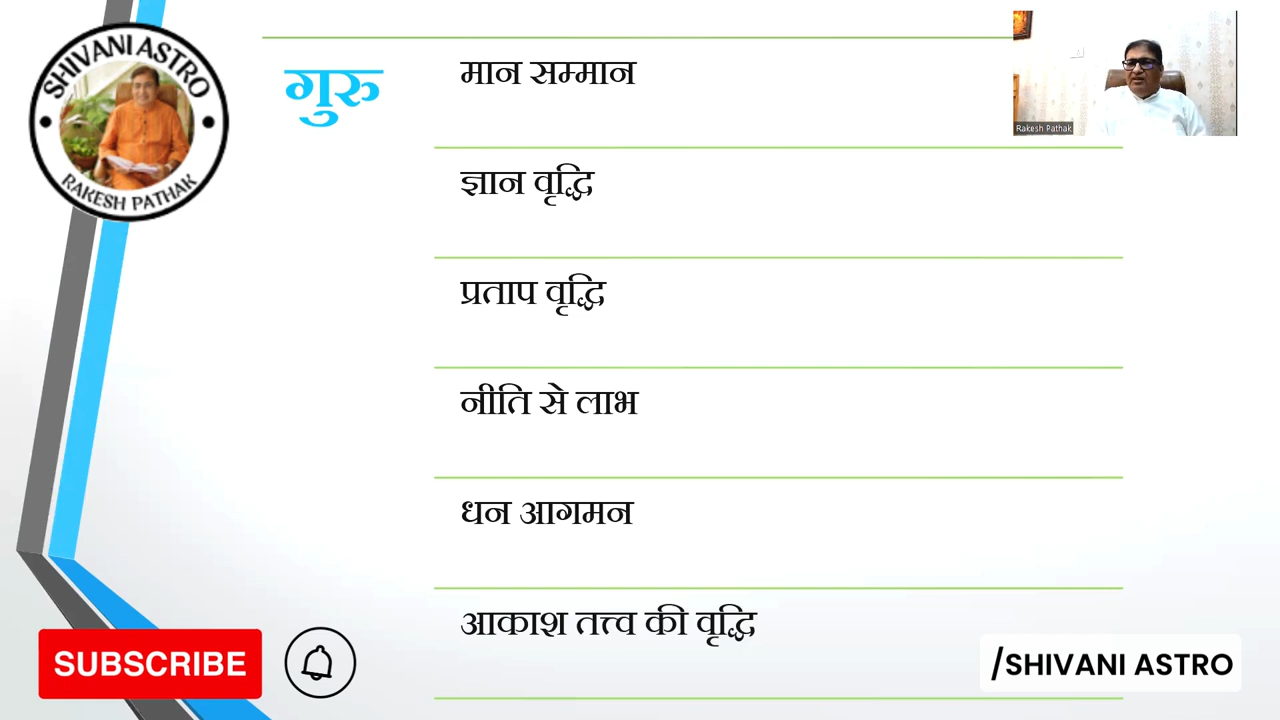 SHIVANI ASTRO
RAKESH PATHAK
गुरु
मान सम्मान
Rakesh Pathak
ज्ञान वृद्धि
प्रताप वृद्धि
नीति से लाभ
धन आगमन
आकाश तत्त्व की वृद्धि
SUBSCRIBE
/SHIVANI ASTRO